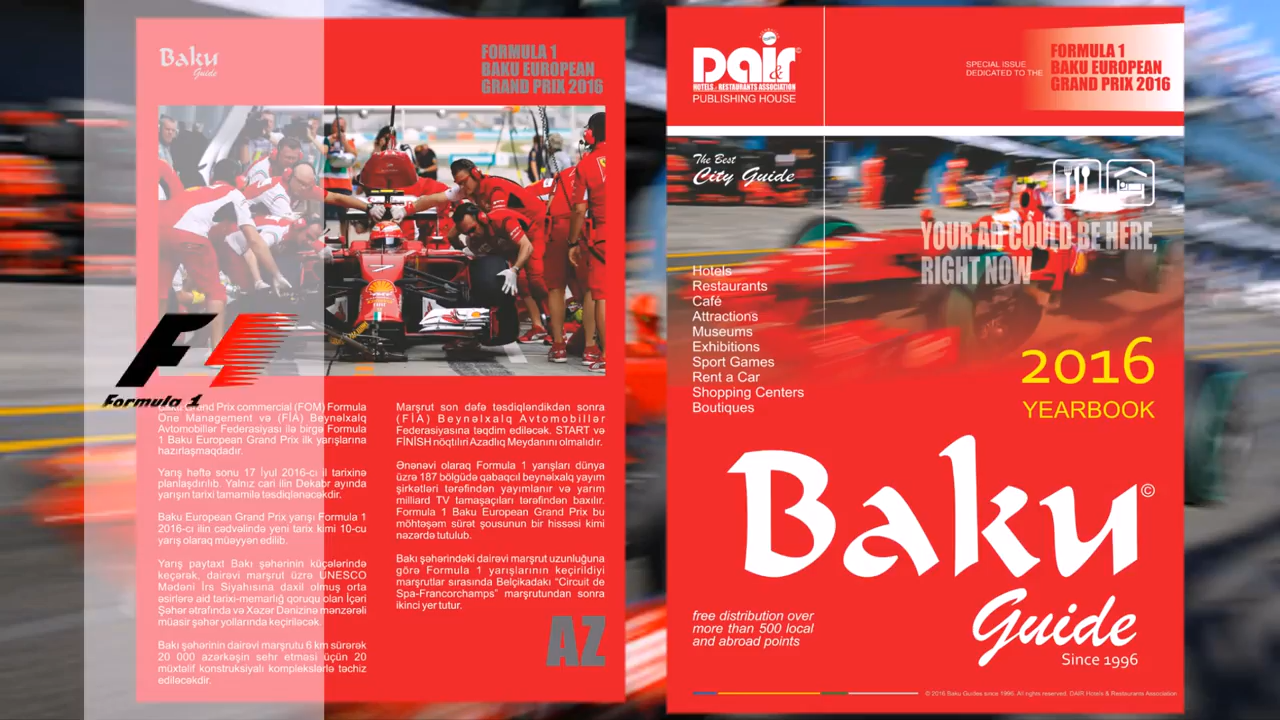 Baku
Guide
FORMULA 1
BAKU EUROPEAN
GRAND PRIX 2016
7
F1
Formula 1
Baku Grand Prix commercial (FOM) Formula
One Management və (FİA) Beynəlxalq
Avtomobillər Federasiyası ilə birgə Formula
1 Baku European Grand Prix ilk yarışlarına
hazırlaşmaqdadır.
Yarış həftə sonu 17 İyul 2016-cı il tarixinə
planlaşdırılıb. Yalnız cari ilin Dekabr ayında
yarışın tarixi tamamilə təsdiqlənəcəkdir.
Baku European Grand Prix yarışı Formula 1
2016-cı ilin cədvəlində yeni tarix kimi 10-cu
yarış olaraq müəyyən edilib.
Yarış paytaxt Bakı şəhərinin küçələrində
keçərək, dairəvi marşrut üzrə UNESCO
Mədəni İrs Siyahısına daxil olmuş orta
əsirlərə aid tarixi-memarlığ qoruqu olan İçəri
Şəhər ətrafında və Xəzər Dənizinə mənzərəli
müasir şəhər yollarında keçiriləcək.
Bakı şəhərinin dairəvi marşrutu 6 km sürərək
20 000 azərkeşin sehr etməsi üçün 20
müxtəlif konstruksiyalı komplekslərlə təchiz
ediləcəkdir.
Marşrut son dəfə təsdiqləndikdən sonra
(FİA) Beynəlxalq Avtomobillər
Federasiyasına təqdim ediləcək. START və
FİNİSH nöqtıliri Azadlıq Meydanını olmalıdır.
Ənənəvi olaraq Formula 1 yarışları dünya
üzrə 187 bölgüdə qabaqcıl beynəlxalq yayım
şirkətləri tərəfindən yayımlanır və yarım
milliard TV tamaşaçıları tərəfindən baxılır.
Formula 1 Baku European Grand Prix bu
möhtəşəm sürət şousunun bir hissəsi kimi
nəzərdə tutulub.
Bakı şəhərindəki dairəvi marşrut uzunluğuna
görə Formula 1 yarışlarının keçirildiyi
marşrutlar sırasında Belçikadakı “Circuit de
Spa-Francorchamps” marşrutundan sonra
ikinci yer tutur.
AZ
DAIR ©
&
HOTELS & RESTAURANTS ASSOCIATION
PUBLISHING HOUSE
SPECIAL ISSUE
DEDICATED TO THE
FORMULA 1
BAKU EUROPEAN
GRAND PRIX 2016
The Best
City Guide
YOUR AD COULD BE HERE,
RIGHT NOW
Hotels
Restaurants
Café
Attractions
Museums
Exhibitions
Sport Games
Rent a Car
Shopping Centers
Boutiques
2016
YEARBOOK
Baku ©
Guide
Since 1996
free distribution over
more than 500 local
and abroad points
© 2016 Baku Guides since 1996. All rights reserved. DAIR Hotels & Restaurants Association